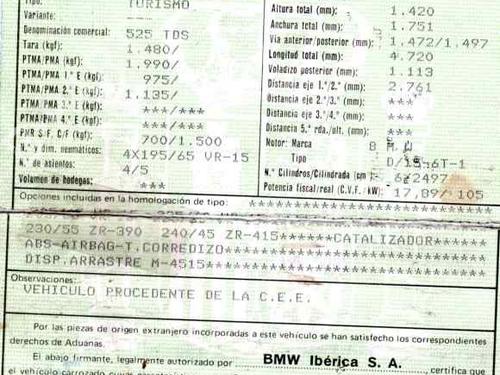 Tipo: TURISMO
Variante: -----
Denominación comercial: 525 TDS
Tara (kgf): 1.480/
PTMA/PMA (kgf): 1.990/
PTMA/PMA 1.º E (kgf): 975/
PTMA/PMA 2.º E (kgf): 1.135/
PTMA PMA 3.º E (kgf): ***/***
PTMA/PMA 4.º E (kgf): ***/***
PMR S/F, C/F (kgf): 700/1.500
N.º y dim. neumáticos: 4X195/65 VR-15
N.º de asientos: 4/5
Volumen de bodegas: ***
Altura total (mm): 1.420
Anchura total (mm): 1.751
Vía anterior/posterior (mm): 1.472/1.497
Longitud total (mm): 4.720
Voladizo posterior (mm): 1.113
Distancia eje 1.º/2.º (mm): 2.761
Distancia eje 2.º/3.º (mm): ***
Distancia eje 3.º/4.º (mm): ***
Distancia 5.ª rda./ult. (mm): ***
Motor: Marca B M W
Tipo
N.º Cilindros/Cilindrada (cm
Potencia fiscal/real (C.V.F. kW) 17,89/ 105
Opciones incluidas en la homologación de tipo: **************************
230/55 ZR-390 240/45 ZR-415******CATALIZADOR******
ABS-AIRBAG-T.CORREDIZO******************************
DISP.ARRASTRE M-4515********************************
Observaciones:
VEHICULO PROCEDENTE DE LA C.E.E.
Por las piezas de origen extranjero incorporadas a este vehículo se han satisfecho los correspondientes
derechos de Aduanas.
El abajo firmante, legalmente autorizado por BMW Ibérica S. A. , certifica que